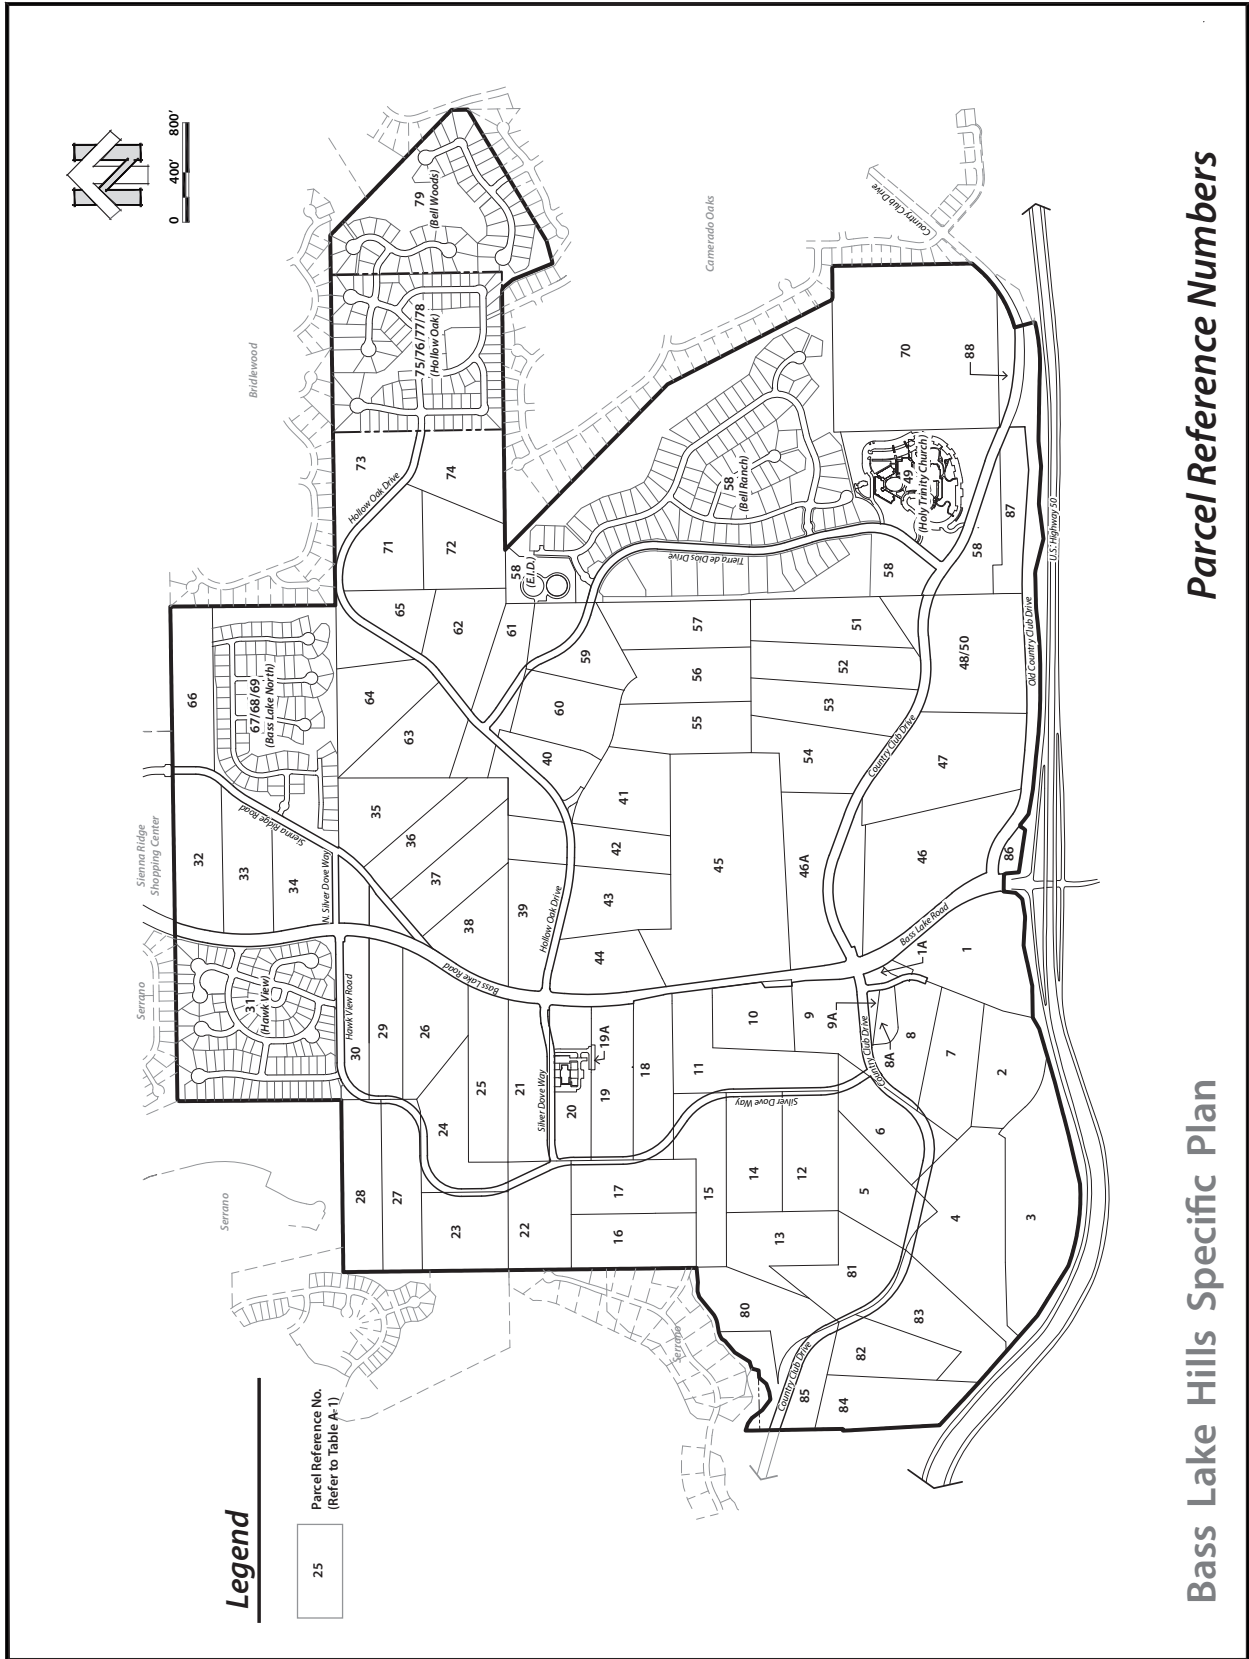 Parcel Reference Numbers
Bass Lake Hills Specific Plan
Legend
25
Parcel Reference No.
(Refer to Table A-1)
0 400' 800'
N
Sienna Ridge
Shopping Center
Serrano
Serrano
Serrano
Bridlewood
Camerado Oaks
66
67/68/69
(Bass Lake North)
32
33
34
Sienna Ridge Road
N. Silver Dove Way
31
(Hawk View)
Hawk View Road
30
29
26
28
27
24
25
21
23
22
Silver Dove Way
20
19
19A
18
17
16
15
14
12
13
11
10
9
9A
8A
8
7
2
1
1A
6
5
4
3
Silver Dove Way
Country Club Drive
80
81
82
83
84
85
Country Club Drive
35
36
37
38
39
Bass Lake Road
Hollow Oak Drive
40
41
42
43
44
45
46A
46
47
48/50
86
Bass Lake Road
Country Club Drive
51
52
53
54
55
56
57
59
60
61
62
63
64
65
71
72
73
74
Hollow Oak Drive
75/76/77/78
(Hollow Oak)
79
(Bell Woods)
58
(E.I.D.)
58
(Bell Ranch)
Tierra de Dios Drive
58
58
49
(Holy Trinity Church)
70
88
87
Country Club Drive
Old Country Club Drive
U.S. Highway 50